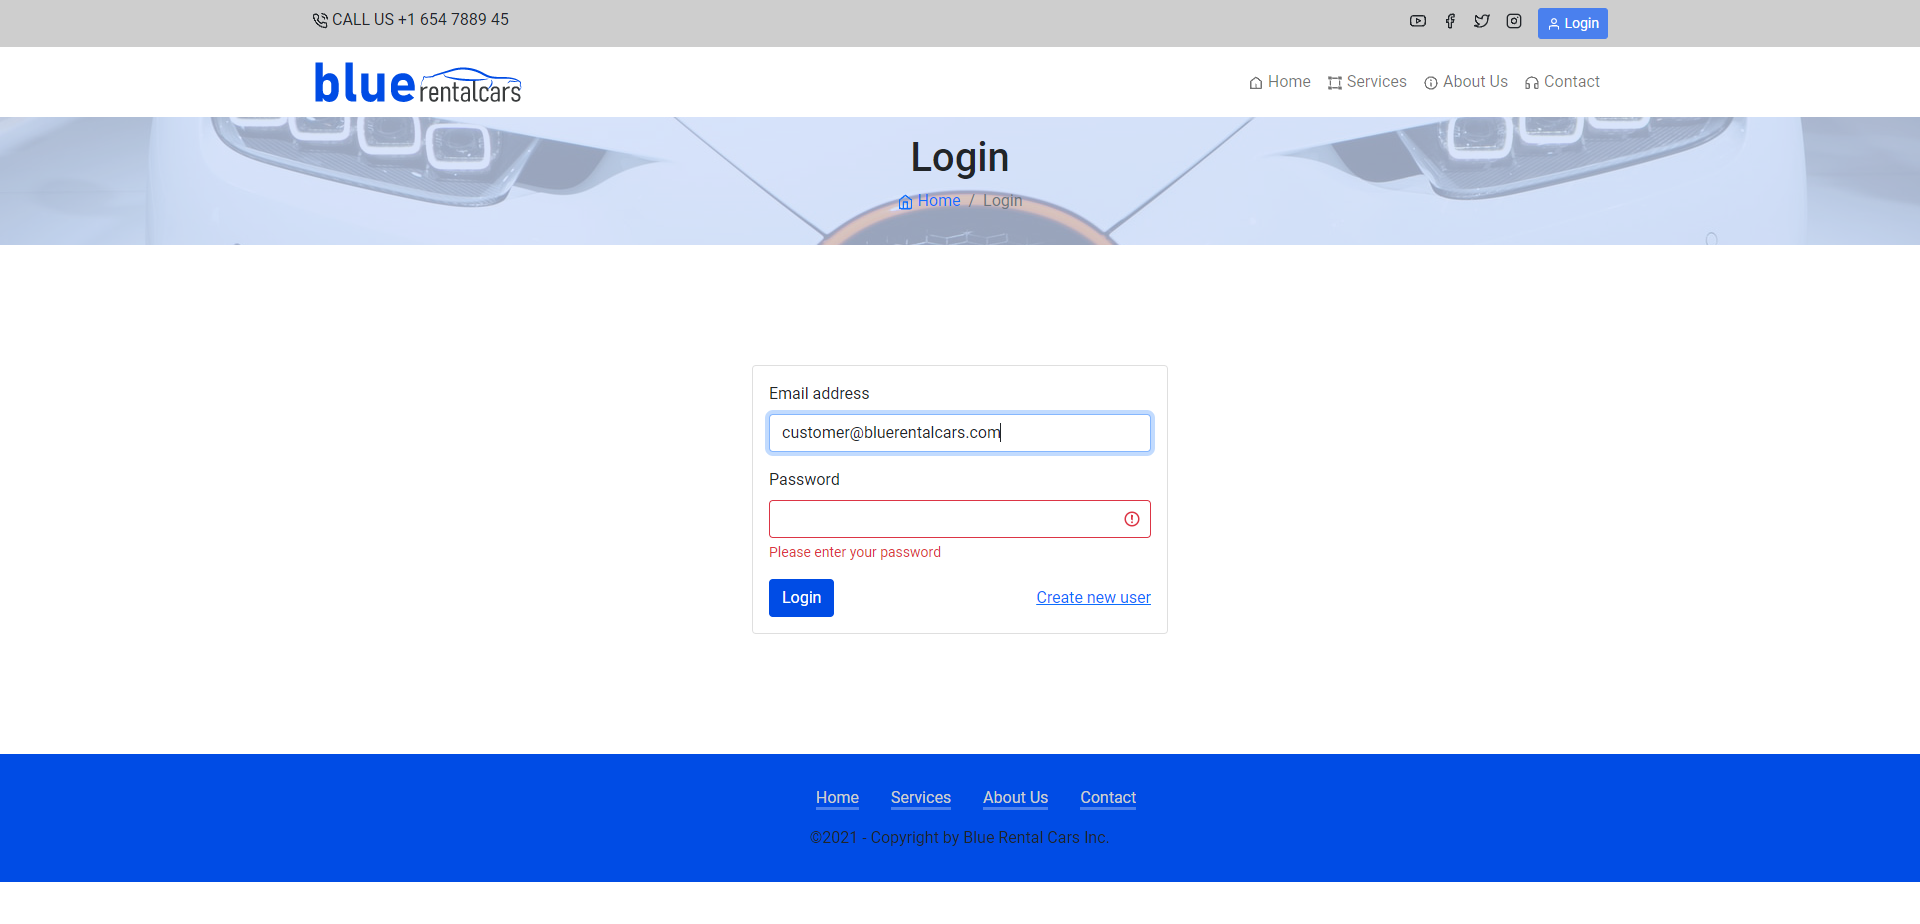 CALL US +1 654 7889 45
Login
blue rentalcars
Home
Services
About Us
Contact
Login
Home / Login
Email address
customer@bluerentalcars.com
Password
Please enter your password
Login
Create new user
Home
Services
About Us
Contact
©2021 - Copyright by Blue Rental Cars Inc.